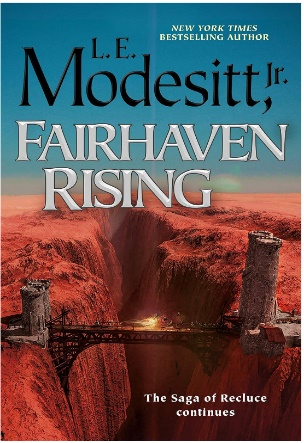 NEW YORK TIMES
BESTSELLING AUTHOR
L. E.
Modesitt, Jr.
FAIRHAVEN
RISING
The Saga of Recluce
continues